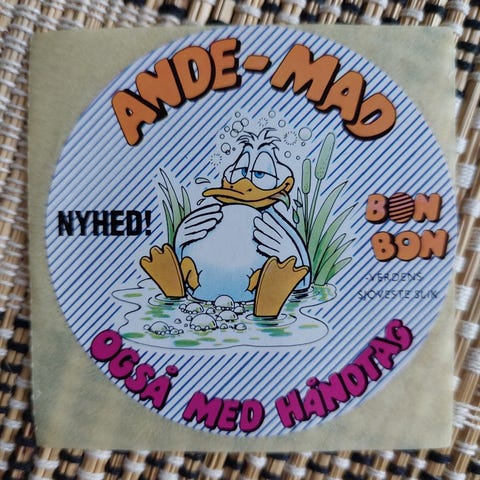 ANDE-MAD
NYHED!
BON
BON
-VERDENS
SJOVESTE SLIK
OGSÅ MED HÅNDTAG